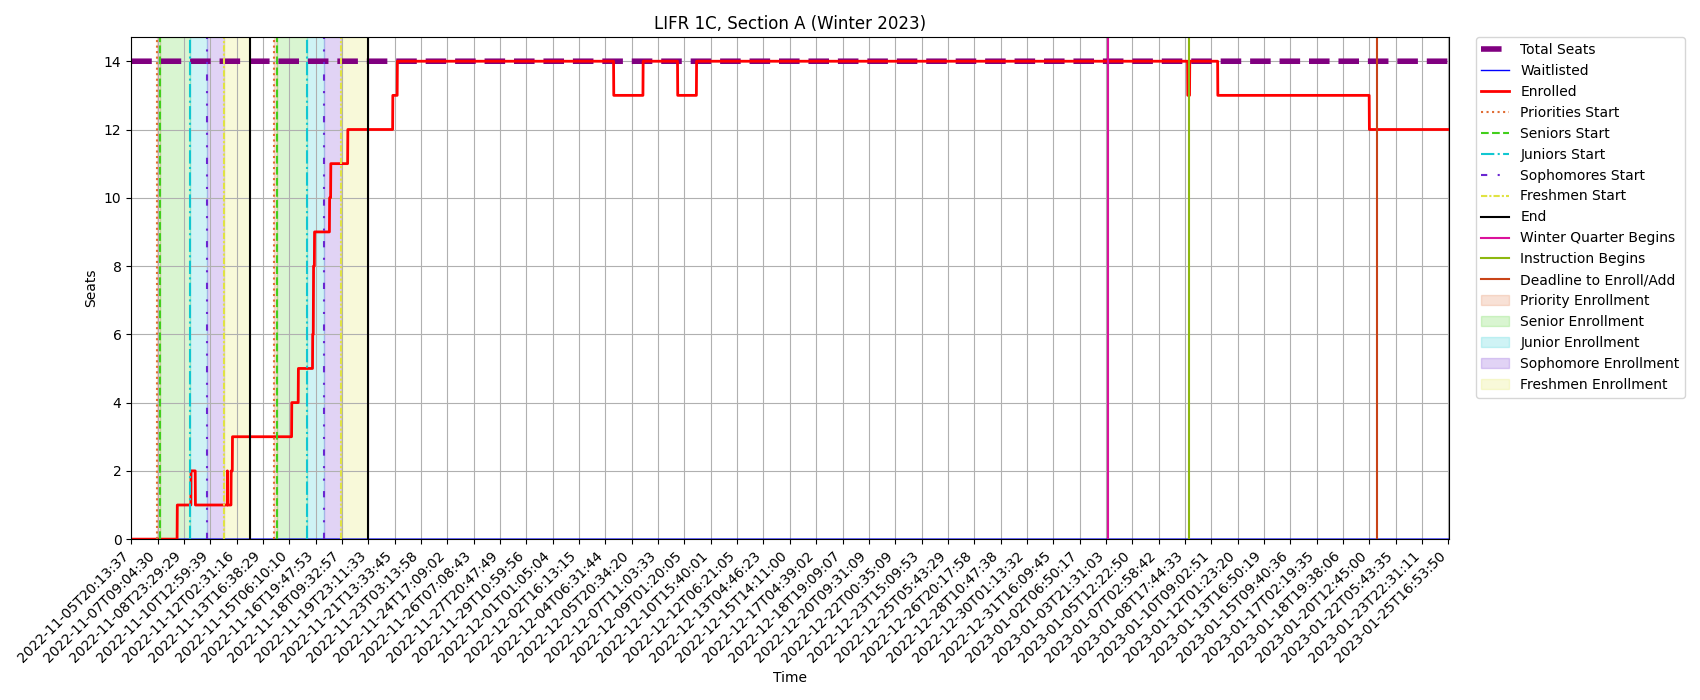 LIFR 1C, Section A (Winter 2023)
Seats
14
12
10
8
6
4
2
0
2022-11-05T20:13:37
2022-11-07T09:04:30
2022-11-08T23:29:29
2022-11-10T12:59:39
2022-11-12T02:31:16
2022-11-13T16:38:29
2022-11-15T06:10:10
2022-11-16T19:47:53
2022-11-18T09:32:57
2022-11-19T23:11:33
2022-11-21T13:33:45
2022-11-23T03:13:58
2022-11-24T17:09:02
2022-11-26T07:08:43
2022-11-27T20:47:49
2022-11-29T10:59:56
2022-12-01T01:05:04
2022-12-02T16:13:15
2022-12-04T06:31:44
2022-12-05T20:34:20
2022-12-07T11:03:33
2022-12-09T01:20:05
2022-12-10T15:40:01
2022-12-12T06:21:05
2022-12-13T04:46:23
2022-12-15T14:11:00
2022-12-17T04:39:02
2022-12-18T19:09:07
2022-12-20T09:31:09
2022-12-22T00:35:09
2022-12-23T15:09:53
2022-12-25T05:43:29
2022-12-26T20:17:58
2022-12-28T10:47:38
2022-12-30T01:13:32
2022-12-31T16:09:45
2023-01-02T06:50:17
2023-01-03T21:31:03
2023-01-05T12:22:50
2023-01-07T02:58:42
2023-01-08T17:44:33
2023-01-10T09:02:51
2023-01-12T01:23:20
2023-01-13T16:50:19
2023-01-15T09:40:36
2023-01-17T02:19:35
2023-01-18T19:38:06
2023-01-20T12:45:00
2023-01-22T05:43:35
2023-01-23T22:31:11
2023-01-25T16:53:50
Time
Total Seats
Waitlisted
Enrolled
Priorities Start
Seniors Start
Juniors Start
Sophomores Start
Freshmen Start
End
Winter Quarter Begins
Instruction Begins
Deadline to Enroll/Add
Priority Enrollment
Senior Enrollment
Junior Enrollment
Sophomore Enrollment
Freshmen Enrollment